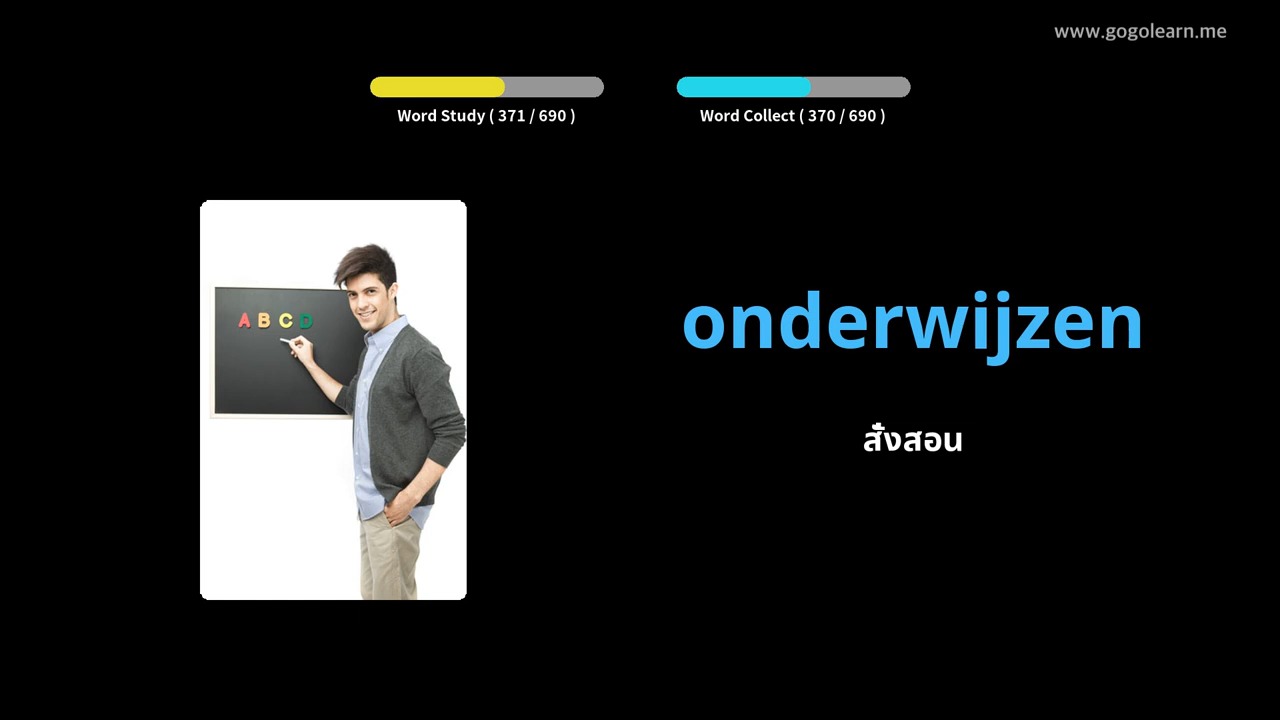 www.gogolearn.me
Word Study ( 371 / 690 )
Word Collect ( 370 / 690 )
A B C D
onderwijzen
สั่งสอน